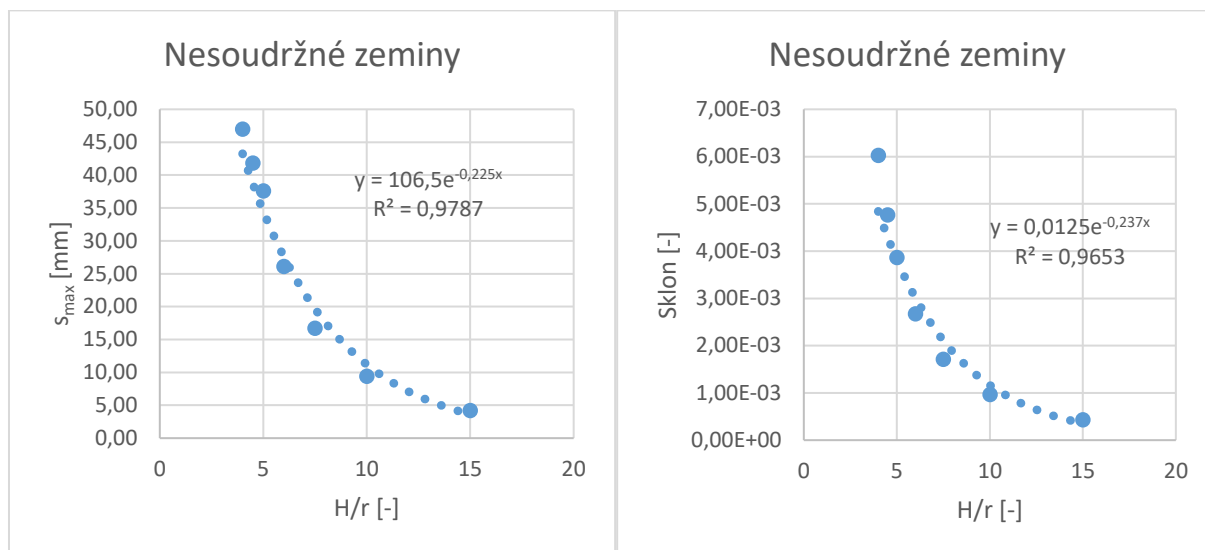 Nesoudržné zeminy
50,00
45,00
40,00
35,00
30,00
25,00
20,00
15,00
10,00
5,00
0,00
s_max [mm]
y = 106,5e^-0,225x
R² = 0,9787
0 5 10 15 20
H/r [-]
Nesoudržné zeminy
7,00E-03
6,00E-03
5,00E-03
4,00E-03
3,00E-03
2,00E-03
1,00E-03
0,00E+00
Sklon [-]
y = 0,0125e^-0,237x
R² = 0,9653
0 5 10 15 20
H/r [-]